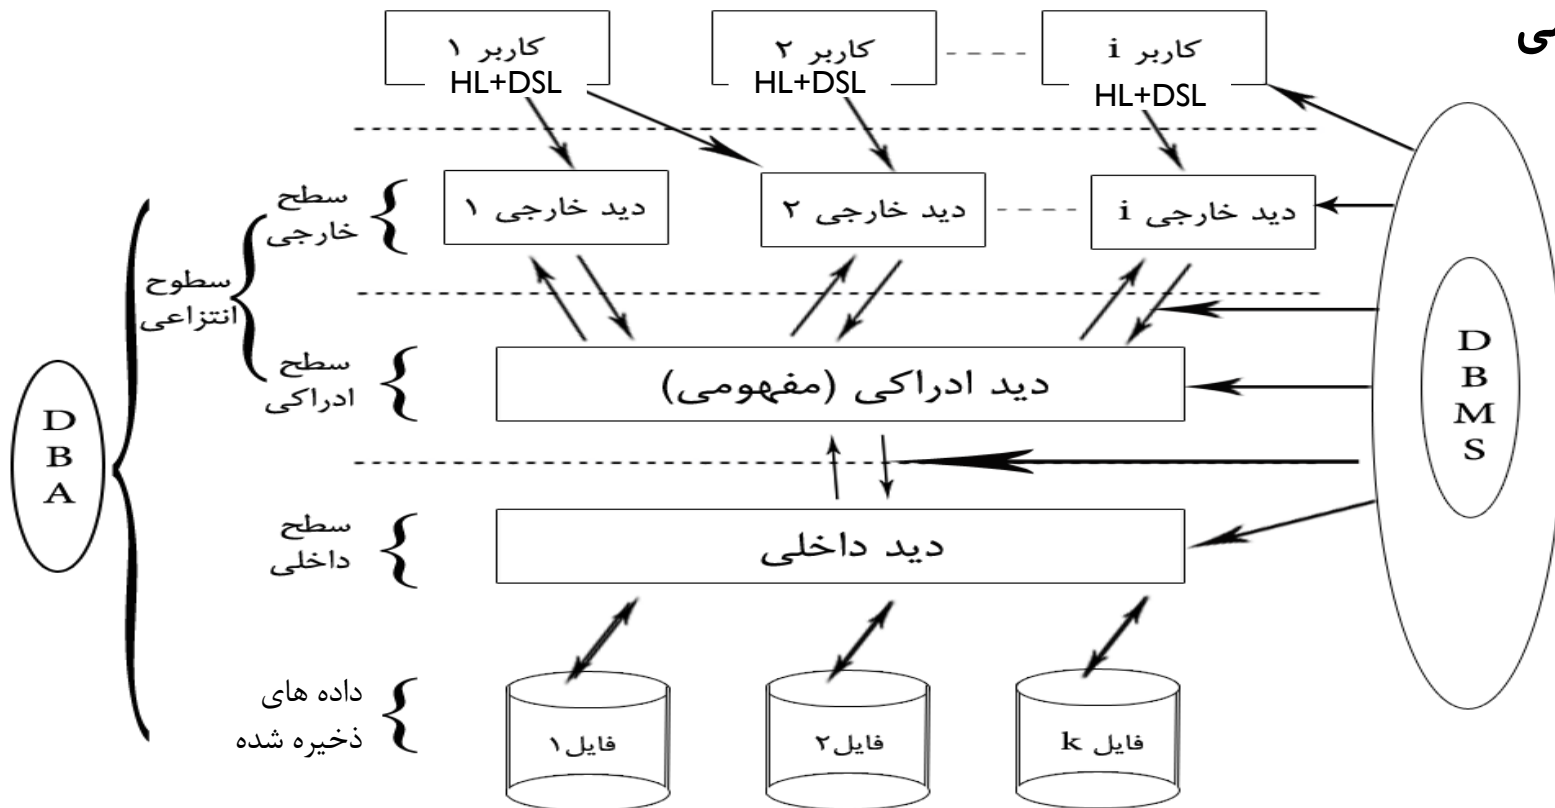 کاربر ۱
HL+DSL
کاربر ۲
HL+DSL
کاربر i
HL+DSL
سطح
خارجی
دید خارجی ۱
دید خارجی ۲
دید خارجی i
سطوح
انتزاعی
سطح
ادراکی
دید ادراکی (مفهومی)
D
B
A
D
B
M
S
سطح
داخلی
دید داخلی
داده های
ذخیره شده
فایل۱
فایل۲
فایل k